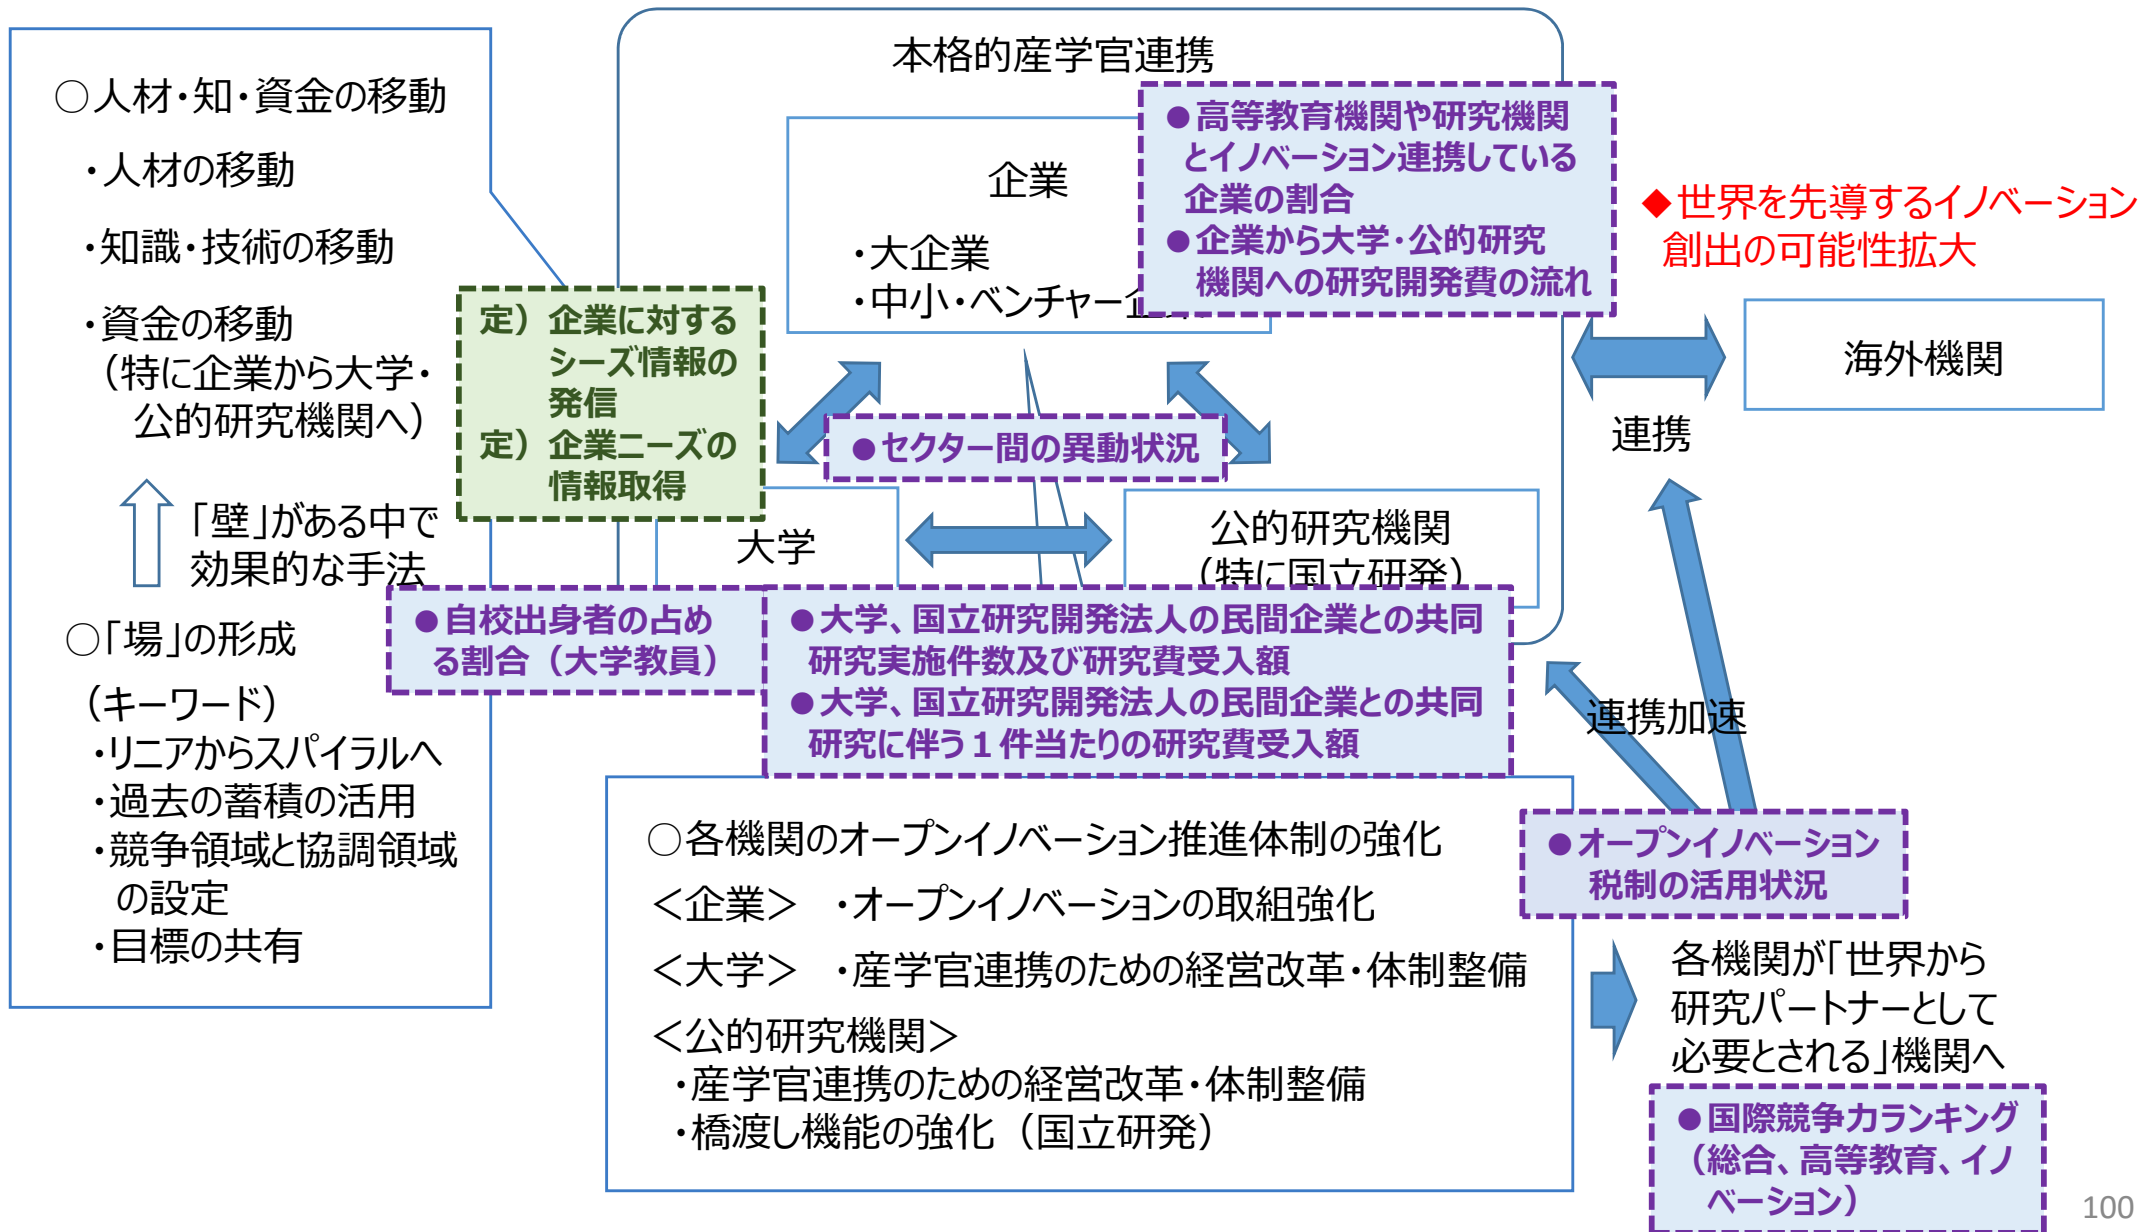 本格的産学官連携
○人材・知・資金の移動
・人材の移動
・知識・技術の移動
・資金の移動
（特に企業から大学・
公的研究機関へ）
「壁」がある中で
効果的な手法
○「場」の形成
（キーワード）
・リニアからスパイラルへ
・過去の蓄積の活用
・競争領域と協調領域
の設定
・目標の共有
定）企業に対する
シーズ情報の
発信
定）企業ニーズの
情報取得
企業
・大企業
・中小・ベンチャー企業
●高等教育機関や研究機関
とイノベーション連携している
企業の割合
●企業から大学・公的研究
機関への研究開発費の流れ
◆世界を先導するイノベーション
創出の可能性拡大
海外機関
連携
●セクター間の異動状況
大学
公的研究機関
（特に国立研発）
●自校出身者の占め
る割合（大学教員）
●大学、国立研究開発法人の民間企業との共同
研究実施件数及び研究費受入額
●大学、国立研究開発法人の民間企業との共同
研究に伴う１件当たりの研究費受入額
連携加速
○各機関のオープンイノベーション推進体制の強化
＜企業＞　・オープンイノベーションの取組強化
＜大学＞　・産学官連携のための経営改革・体制整備
＜公的研究機関＞
・産学官連携のための経営改革・体制整備
・橋渡し機能の強化（国立研発）
●オープンイノベーション
税制の活用状況
各機関が「世界から
研究パートナーとして
必要とされる」機関へ
●国際競争力ランキング
（総合、高等教育、イノ
ベーション）
100